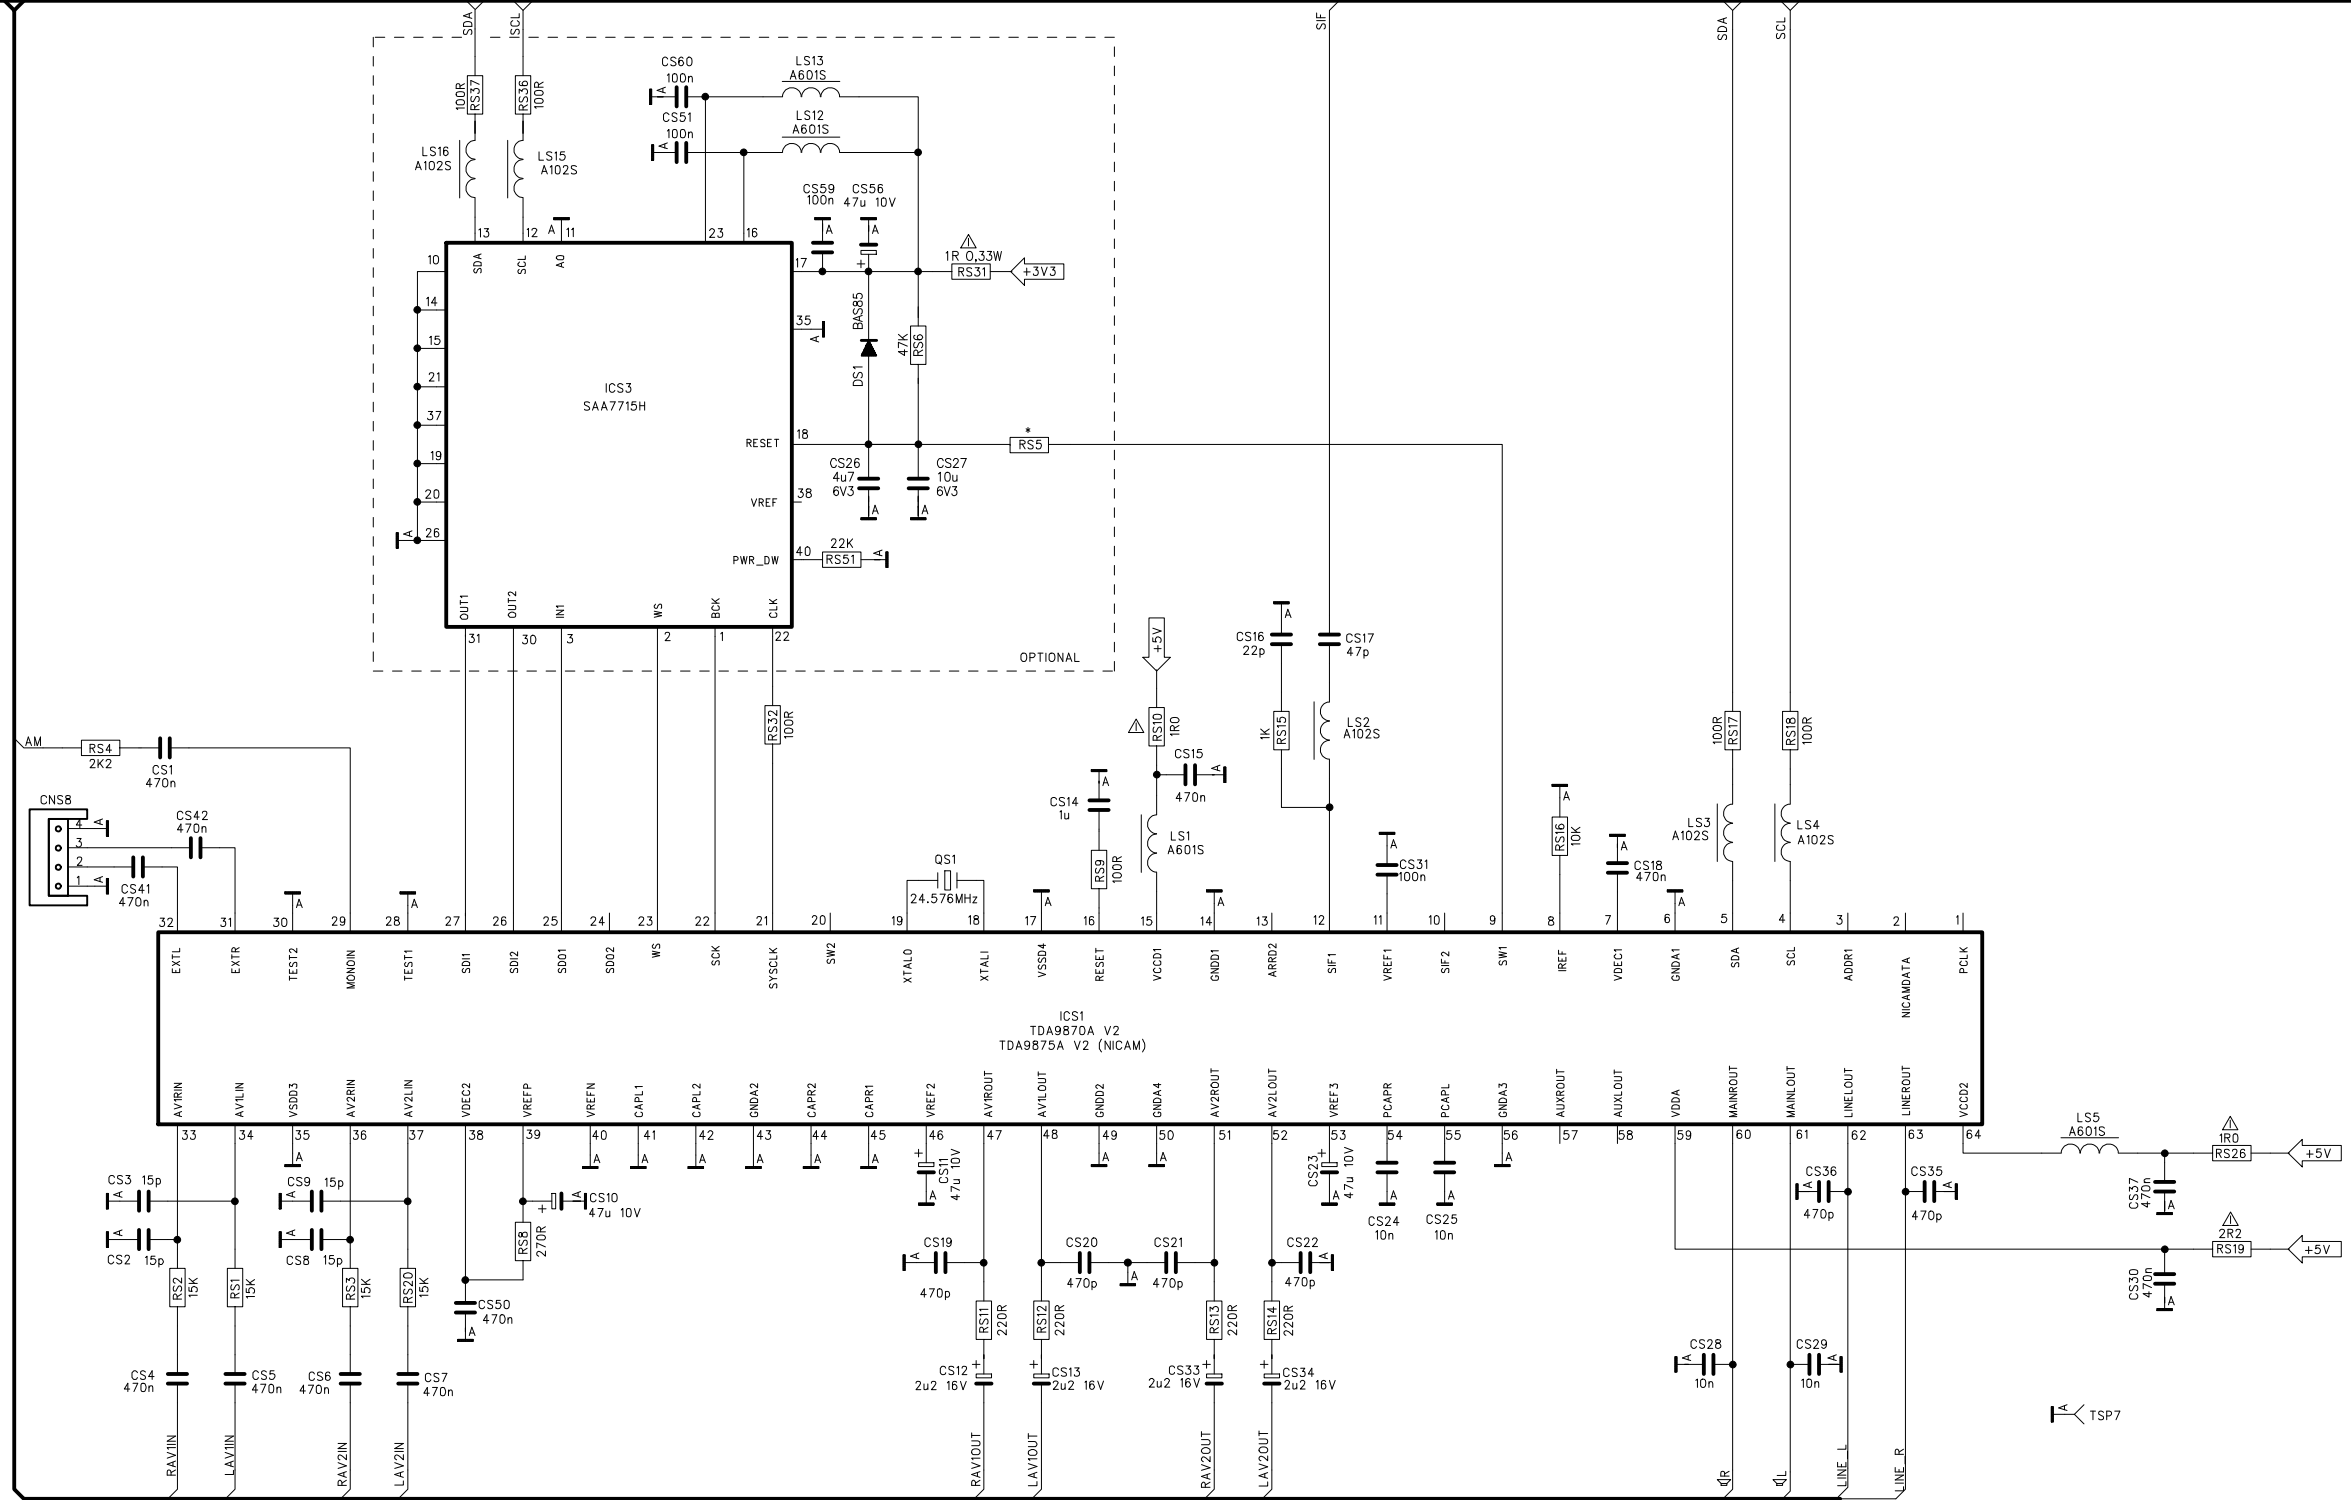 SDA
SCL
SIF
SDA
SCL
CS60
100n
LS13
A601S
A
CS51
100n
LS12
A601S
A
100R
RS37
RS36
100R
LS16
A102S
LS15
A102S
CS59
100n
CS56
47u 10V
A
A
+
A
13
12
11
23
16
SDA
SCL
A0
10
14
15
21
37
19
20
26
A
17
35
A
18
38
40
RESET
VREF
PWR_DW
ICS3
SAA7715H
1R 0,33W
RS31
+3V3
BAS85
DS1
47K
RS6
*
RS5
CS26
4u7
6V3
A
CS27
10u
6V3
A
22K
RS51
A
OUT1
OUT2
IN1
WS
BCK
CLK
31
30
3
2
1
22
OPTIONAL
RS32
100R
AM
RS4
2K2
CS1
470n
CNS8
4
3
2
1
A
A
CS42
470n
CS41
470n
+5V
RS10
1R0
CS15
470n
A
LS1
A601S
A
CS14
1u
RS9
100R
A
CS16
22p
CS17
47p
1K
RS15
LS2
A102S
A
CS31
100n
A
RS16
10K
A
CS18
470n
A
100R
RS17
RS18
100R
LS3
A102S
LS4
A102S
QS1
24.576MHz
A
A
A
A
32
31
30
29
28
27
26
25
24
23
22
21
20
19
18
17
16
15
14
13
12
11
10
9
8
7
6
5
4
3
2
1
EXTL
EXTR
TEST2
MONOIN
TEST1
SDI1
SDI2
SDO1
SDO2
WS
SCK
SYSCLK
SW2
XTALO
XTALI
VSSD4
RESET
VCCD1
GNDD1
ARRD2
SIF1
VREF1
SIF2
SW1
IREF
VDEC1
GNDA1
SDA
SCL
ADDR1
NICAMDATA
PCLK
ICS1
TDA9870A V2
TDA9875A V2 (NICAM)
AV1RIN
AV1LIN
VSDD3
AV2RIN
AV2LIN
VDEC2
VREFP
VREFN
CAPL1
CAPL2
GNDA2
CAPR2
CAPR1
VREF2
AV1ROUT
AV1LOUT
GNDD2
GNDA4
AV2ROUT
AV2LOUT
VREF3
PCAPR
PCAPL
GNDA3
AUXROUT
AUXLOUT
VDDA
MAINROUT
MAINLOUT
LINELOUT
LINEROUT
VCCD2
33
34
35
36
37
38
39
40
41
42
43
44
45
46
47
48
49
50
51
52
53
54
55
56
57
58
59
60
61
62
63
64
A
A
A
A
A
A
A
A
A
A
CS3 15p
A
CS2 15p
A
CS9 15p
A
CS8 15p
A
RS2
15K
RS1
15K
RS3
15K
RS20
15K
CS4
470n
CS5
470n
CS6
470n
CS7
470n
RAV1IN
LAV1IN
RAV2IN
LAV2IN
+
CS10
47u 10V
A
RS8
270R
CS50
470n
A
+
CS11
47u 10V
A
CS19
470p
A
CS20
470p
A
CS21
470p
CS22
470p
A
RS11
220R
RS12
220R
RS13
220R
RS14
220R
+
CS12
2u2 16V
+
CS13
2u2 16V
+
CS33
2u2 16V
+
CS34
2u2 16V
RAV1OUT
LAV1OUT
RAV2OUT
LAV2OUT
+
CS23
47u 10V
A
A
CS24
10n
A
CS25
10n
CS36
470p
A
CS35
470p
A
CS28
10n
A
CS29
10n
A
R
L
LINE_L
LINE_R
LS5
A601S
1R0
RS26
+5V
CS37
470n
A
2R2
RS19
+5V
CS30
470n
A
A
TSP7